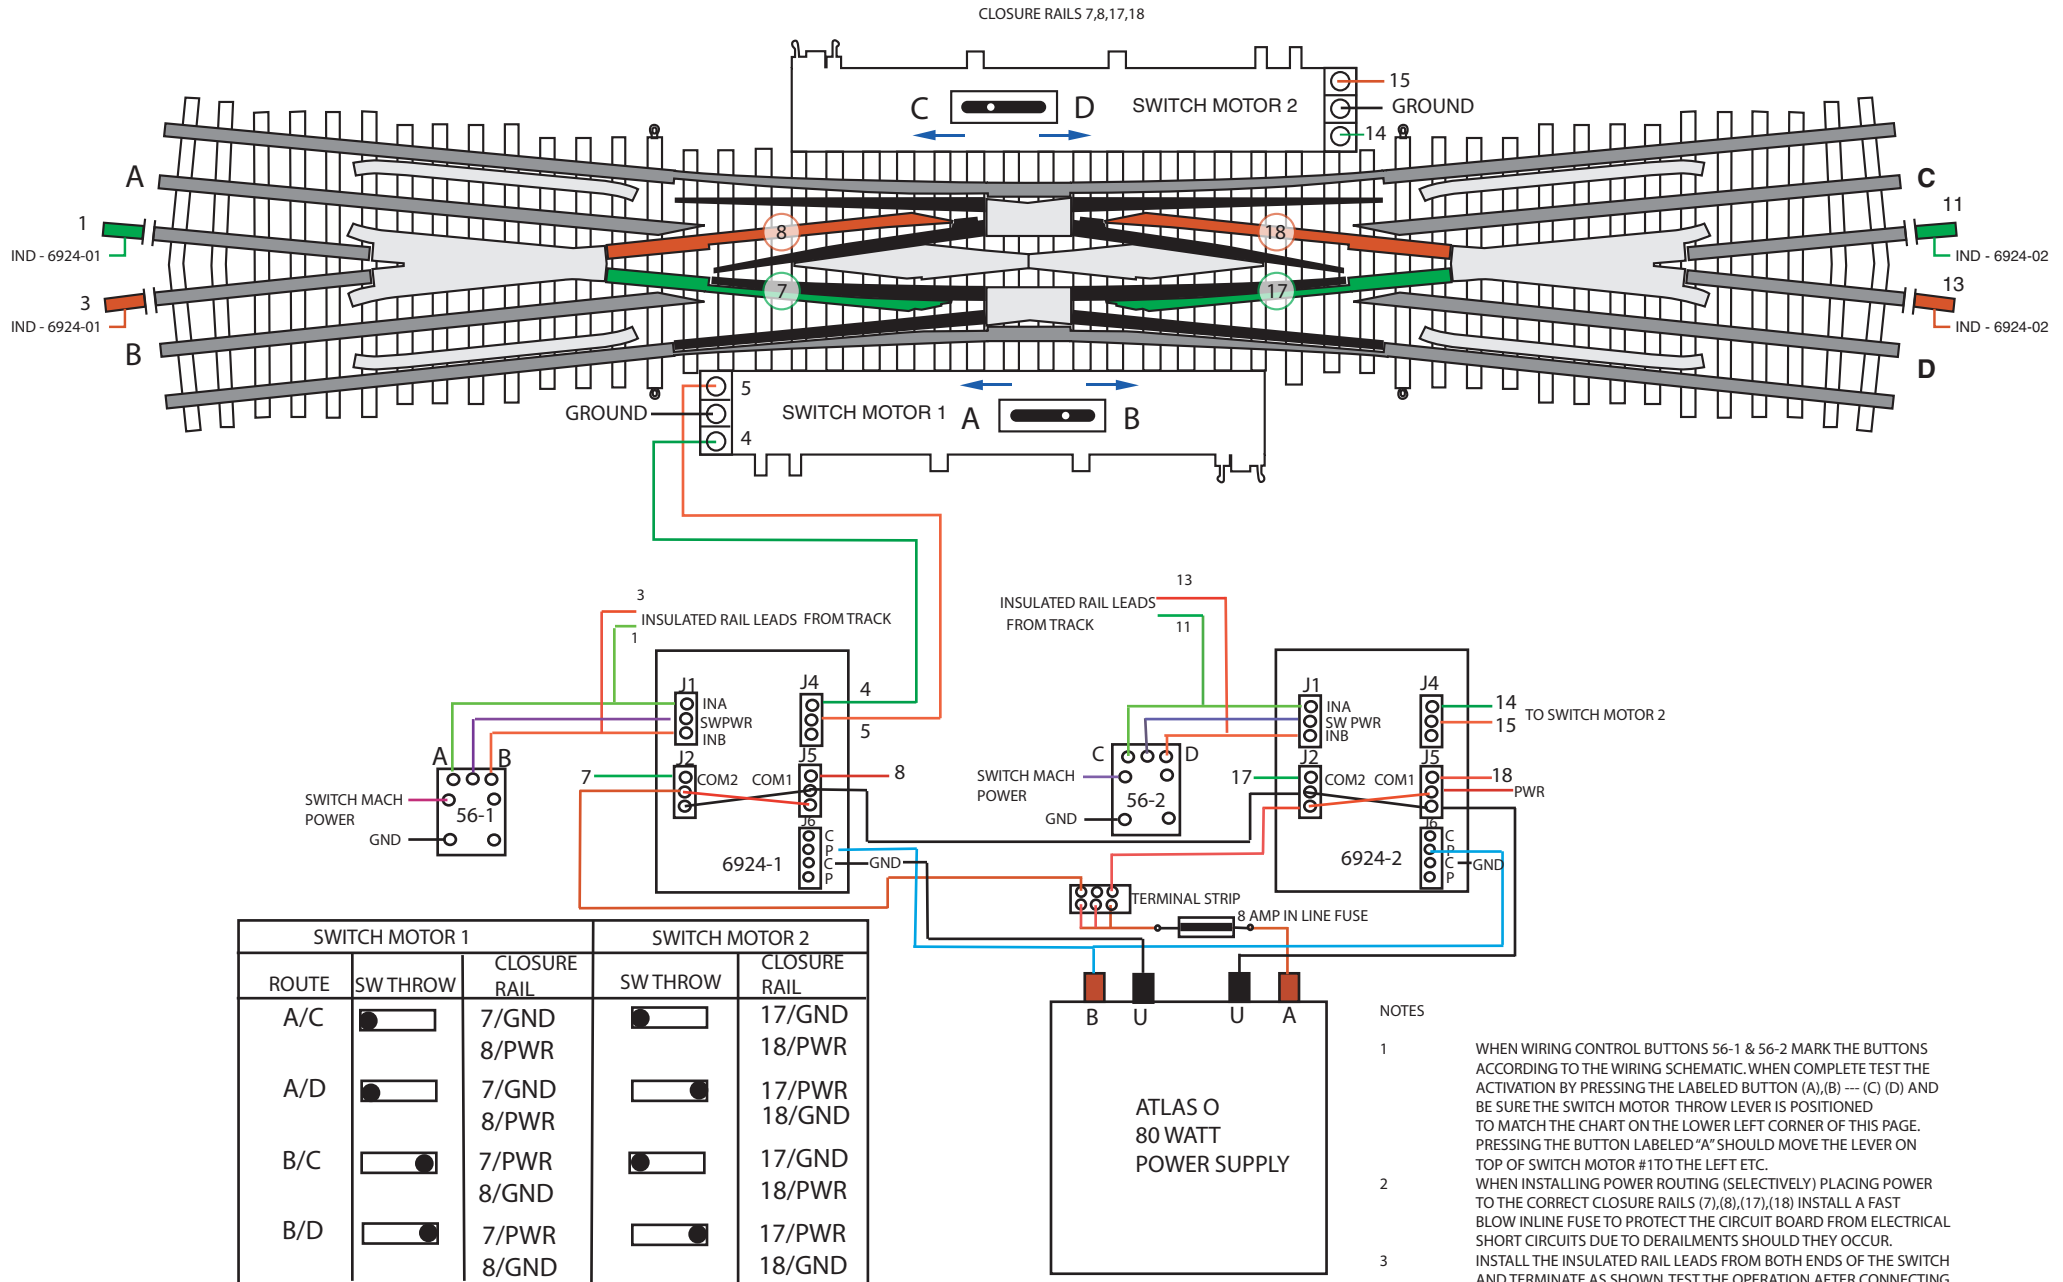 CLOSURE RAILS 7,8,17,18
C
D
SWITCH MOTOR 2
15
GROUND
14
A
1
IND - 6924-01
3
IND - 6924-01
B
8
7
18
17
C
11
IND - 6924-02
13
IND - 6924-02
D
5
GROUND
4
SWITCH MOTOR 1
A
B
3
INSULATED RAIL LEADS FROM TRACK
1
J1
INA
SWPWR
INB
J4
4
5
A
B
SWITCH MACH
POWER
56-1
GND
7
J2
COM2
COM1
J5
8
J6
C
P
C
P
GND
6924-1
13
INSULATED RAIL LEADS
FROM TRACK
11
J1
INA
SW PWR
INB
J4
14
15
TO SWITCH MOTOR 2
C
D
SWITCH MACH
POWER
56-2
GND
17
J2
COM2
COM1
J5
18
PWR
J6
C
P
C
P
GND
6924-2
TERMINAL STRIP
8 AMP IN LINE FUSE
B
U
U
A
ATLAS O
80 WATT
POWER SUPPLY
SWITCH MOTOR 1
SWITCH MOTOR 2
ROUTE
SW THROW
CLOSURE
RAIL
SW THROW
CLOSURE
RAIL
A/C
7/GND
8/PWR
17/GND
18/PWR
A/D
7/GND
8/PWR
17/PWR
18/GND
B/C
7/PWR
8/GND
17/GND
18/PWR
B/D
7/PWR
8/GND
17/PWR
18/GND
NOTES
1 WHEN WIRING CONTROL BUTTONS 56-1 & 56-2 MARK THE BUTTONS
ACCORDING TO THE WIRING SCHEMATIC. WHEN COMPLETE TEST THE
ACTIVATION BY PRESSING THE LABELED BUTTON (A),(B) --- (C) (D) AND
BE SURE THE SWITCH MOTOR THROW LEVER IS POSITIONED
TO MATCH THE CHART ON THE LOWER LEFT CORNER OF THIS PAGE.
PRESSING THE BUTTON LABELED "A" SHOULD MOVE THE LEVER ON
TOP OF SWITCH MOTOR #1TO THE LEFT ETC.
2 WHEN INSTALLING POWER ROUTING (SELECTIVELY) PLACING POWER
TO THE CORRECT CLOSURE RAILS (7),(8),(17),(18) INSTALL A FAST
BLOW INLINE FUSE TO PROTECT THE CIRCUIT BOARD FROM ELECTRICAL
SHORT CIRCUITS DUE TO DERAILMENTS SHOULD THEY OCCUR.
3 INSTALL THE INSULATED RAIL LEADS FROM BOTH ENDS OF THE SWITCH
AND TERMINATE AS SHOWN. TEST THE OPERATION AFTER CONNECTING